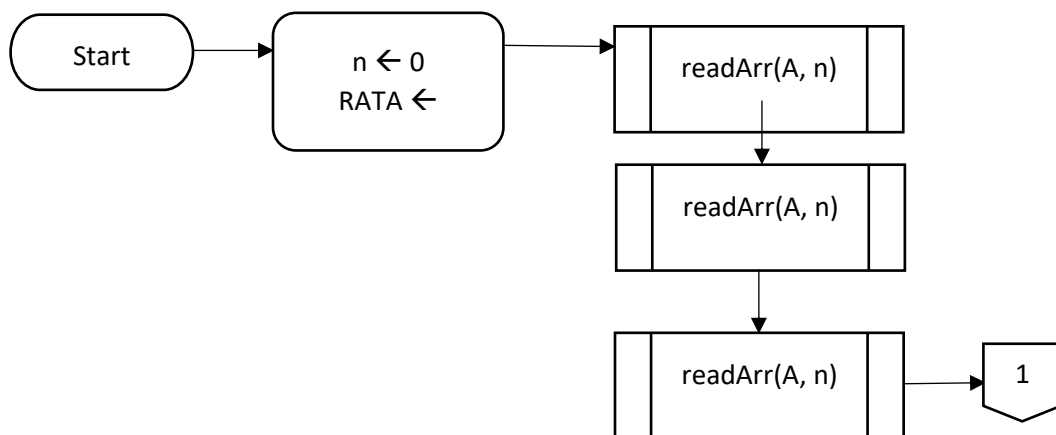 Start
n ← 0
RATA ←
readArr(A, n)
readArr(A, n)
readArr(A, n)
1